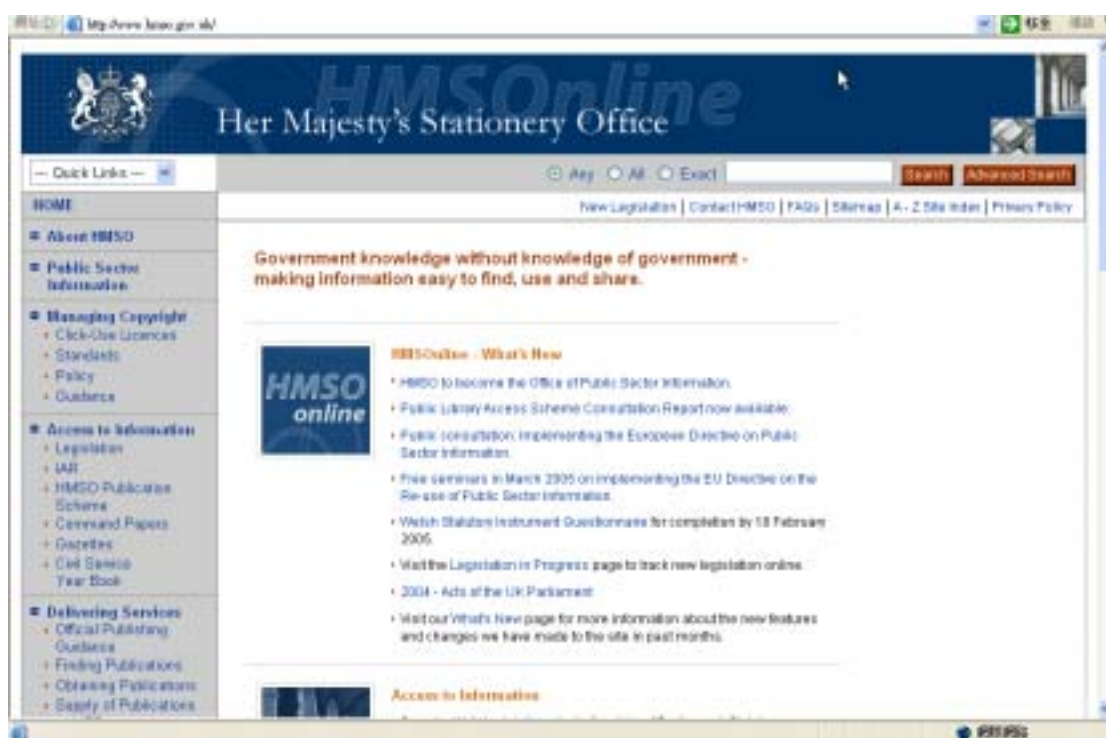 http://www.hmso.gov.uk/
移至
HMSOnline
Her Majesty's Stationery Office
--- Quick Links ---
Any All Exact
Search
Advanced Search
HOME
New Legislation | Contact HMSO | FAQs | Sitemap | A - Z Site Index | Privacy Policy
About HMSO
Public Sector
Information
Managing Copyright
Click-Use Licences
Standards
Policy
Guidance
Access to Information
Legislation
IAR
HMSO Publication
Scheme
Command Papers
Gazettes
Civil Service
Year Book
Delivering Services
Official Publishing
Guidance
Finding Publications
Obtaining Publications
Supply of Publications
Government knowledge without knowledge of government -
making information easy to find, use and share.
HMSO
online
HMSOnline - What's New
HMSO to become the Office of Public Sector Information.
Public Library Access Scheme Consultation Report now available.
Public consultation: implementing the European Directive on Public
Sector Information.
Free seminars in March 2005 on implementing the EU Directive on the
Re-use of Public Sector Information.
Welsh Statutory Instrument Questionnaire for completion by 18 February
2005.
Visit the Legislation in Progress page to track new legislation online.
2004 - Acts of the UK Parliament
Visit our What's New page for more information about the new features
and changes we have made to the site in past months.
Access to Information